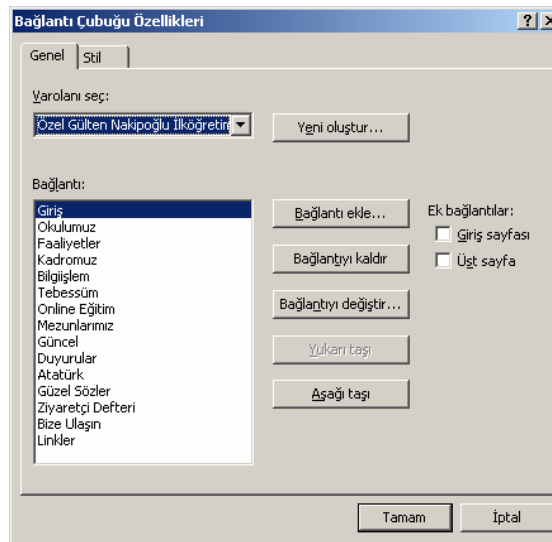 Bağlantı Çubuğu Özellikleri
Genel
Stil
Varolanı seç:
Özel Gülten Nakipoğlu İlköğretin
Yeni oluştur...
Bağlantı:
Giriş
Okulumuz
Faaliyetler
Kadromuz
Bilgiişlem
Tebessüm
Online Eğitim
Mezunlarımız
Güncel
Duyurular
Atatürk
Güzel Sözler
Ziyaretçi Defteri
Bize Ulaşın
Linkler
Bağlantı ekle...
Bağlantıyı kaldır
Bağlantıyı değiştir...
Yukarı taşı
Aşağı taşı
Ek bağlantılar:
Giriş sayfası
Üst sayfa
Tamam
İptal